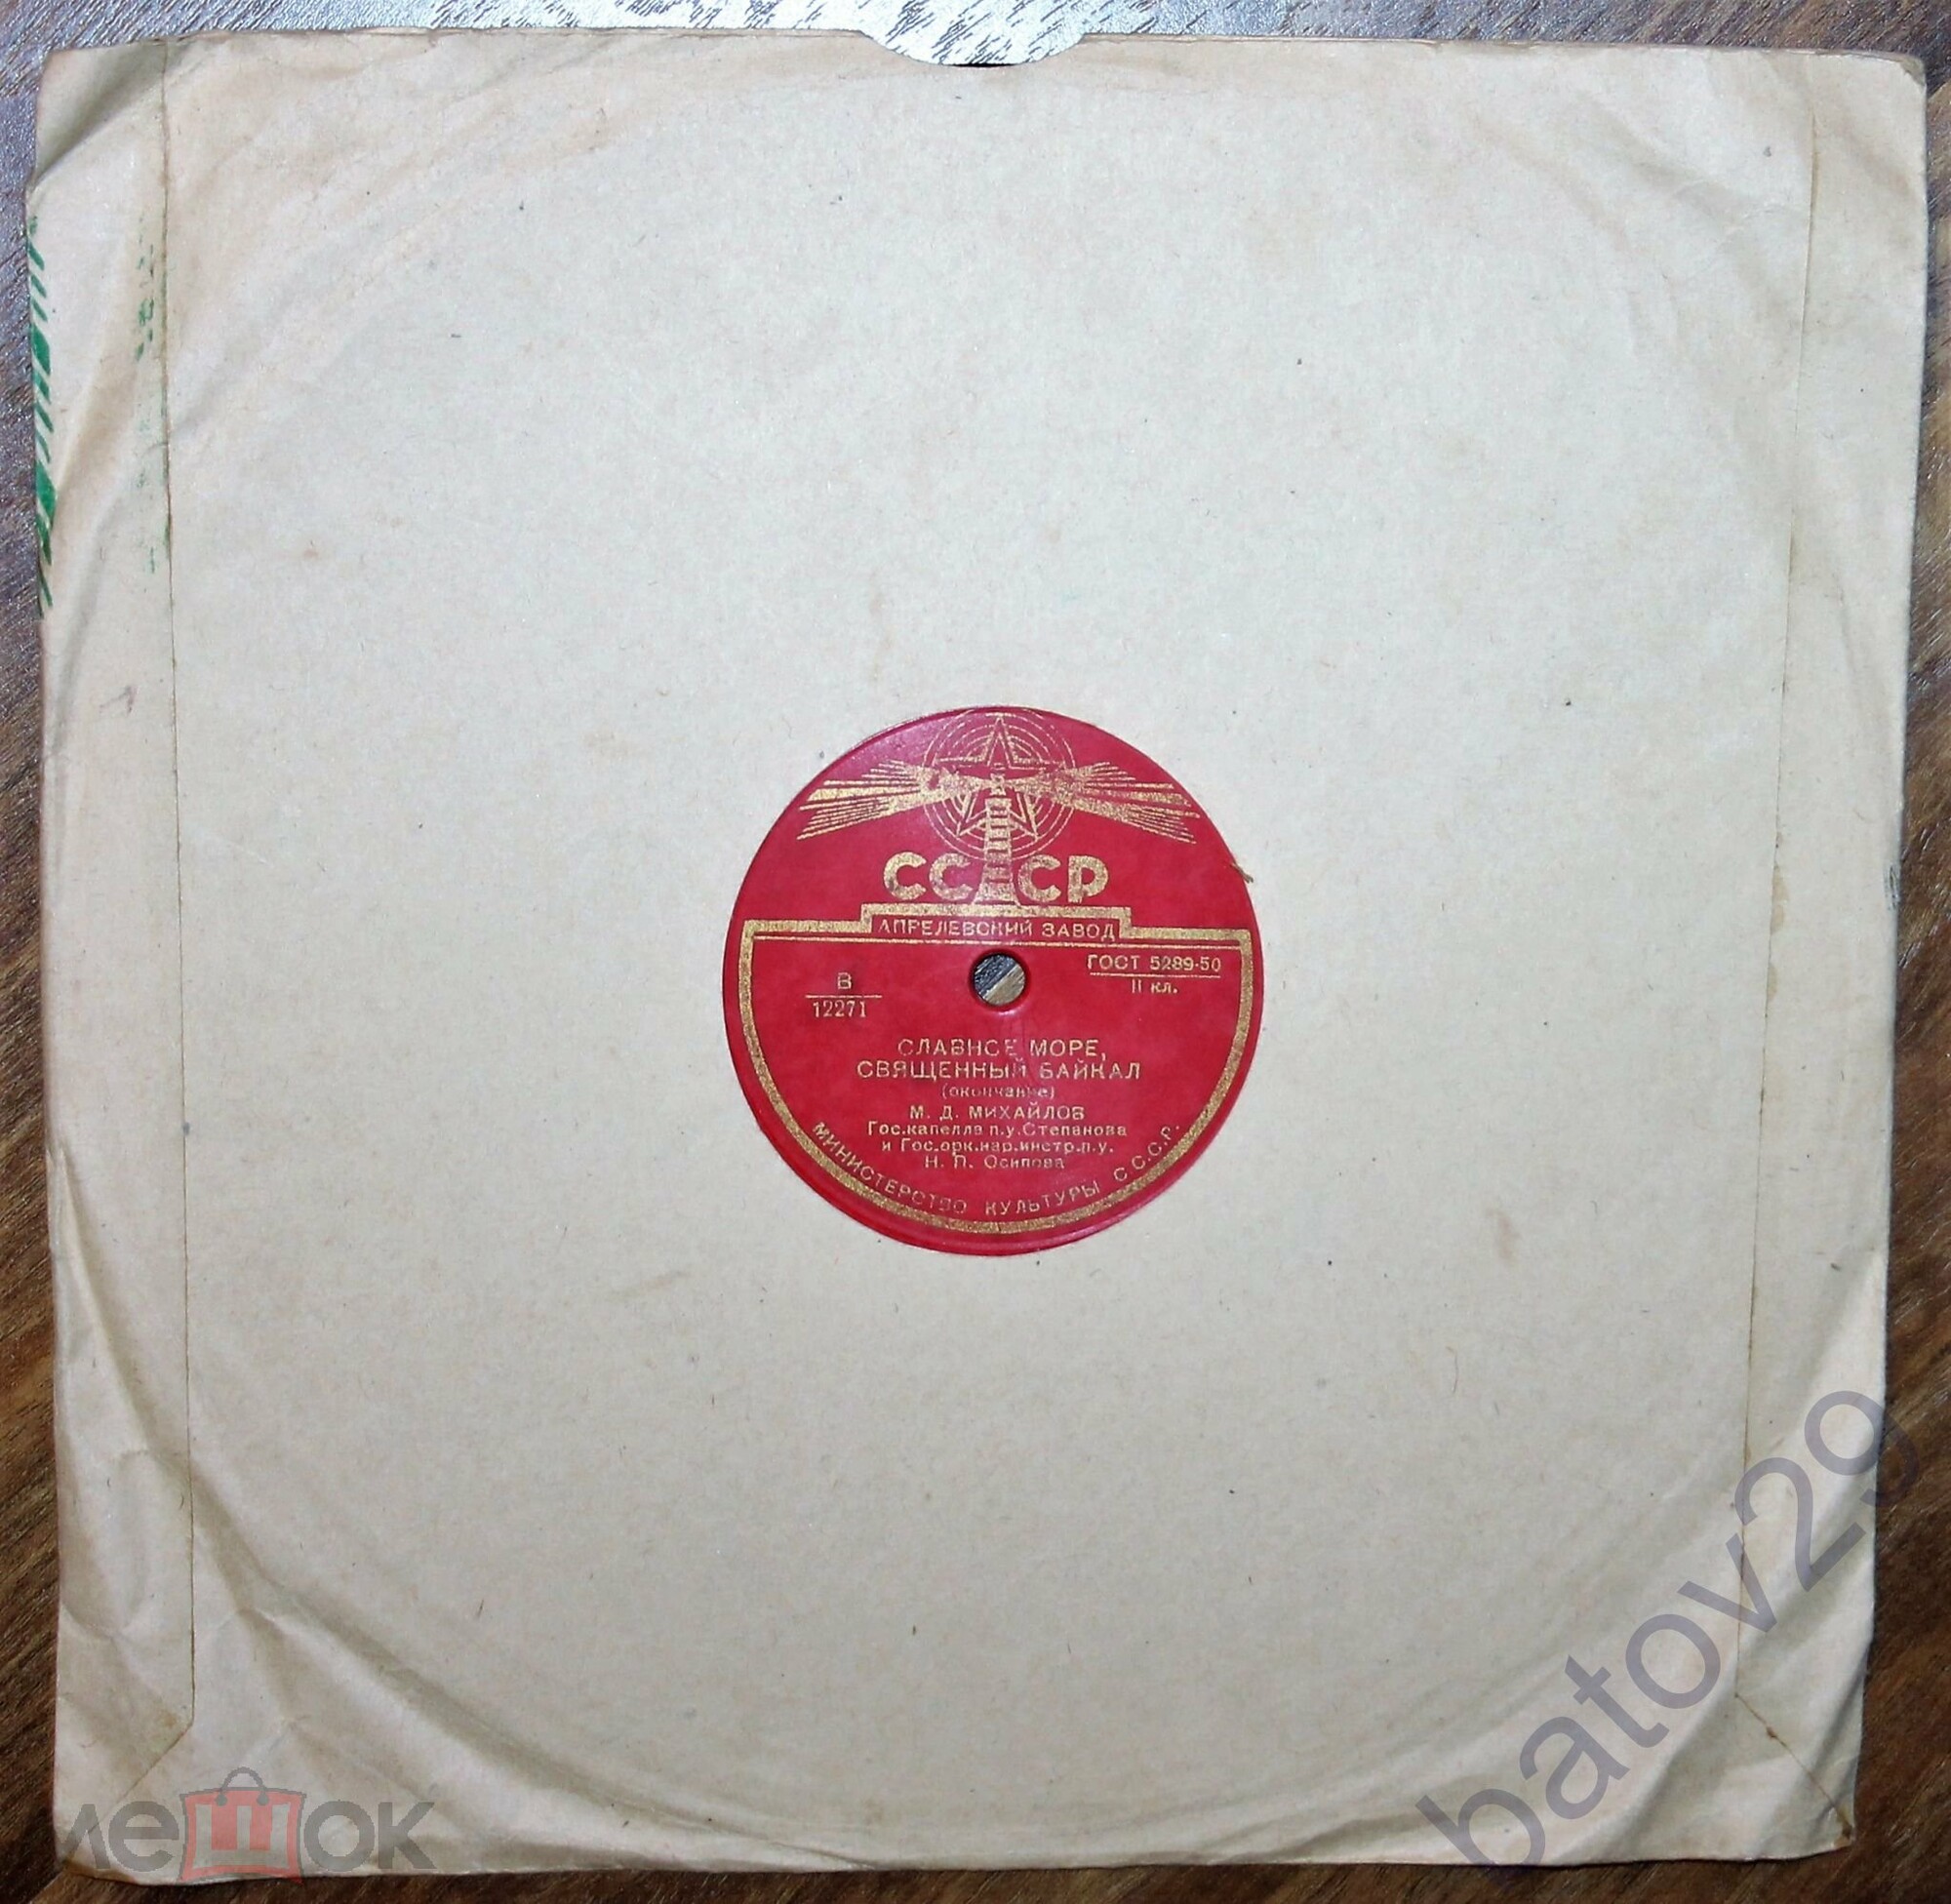 СССР
АПРЕЛЕВСКИЙ ЗАВОД
ГОСТ 5289-50
II кл.
В
12271
СЛАВНОЕ МОРЕ,
СВЯЩЕННЫЙ БАЙКАЛ
(окончание)
М. Д. МИХАЙЛОВ
Гос.капелла п.у.Степанова
и Гос.орк.нар.инстр.п.у.
Н. П. Осипова
МИНИСТЕРСТВО КУЛЬТУРЫ С.С.С.Р.
batov29
лешок